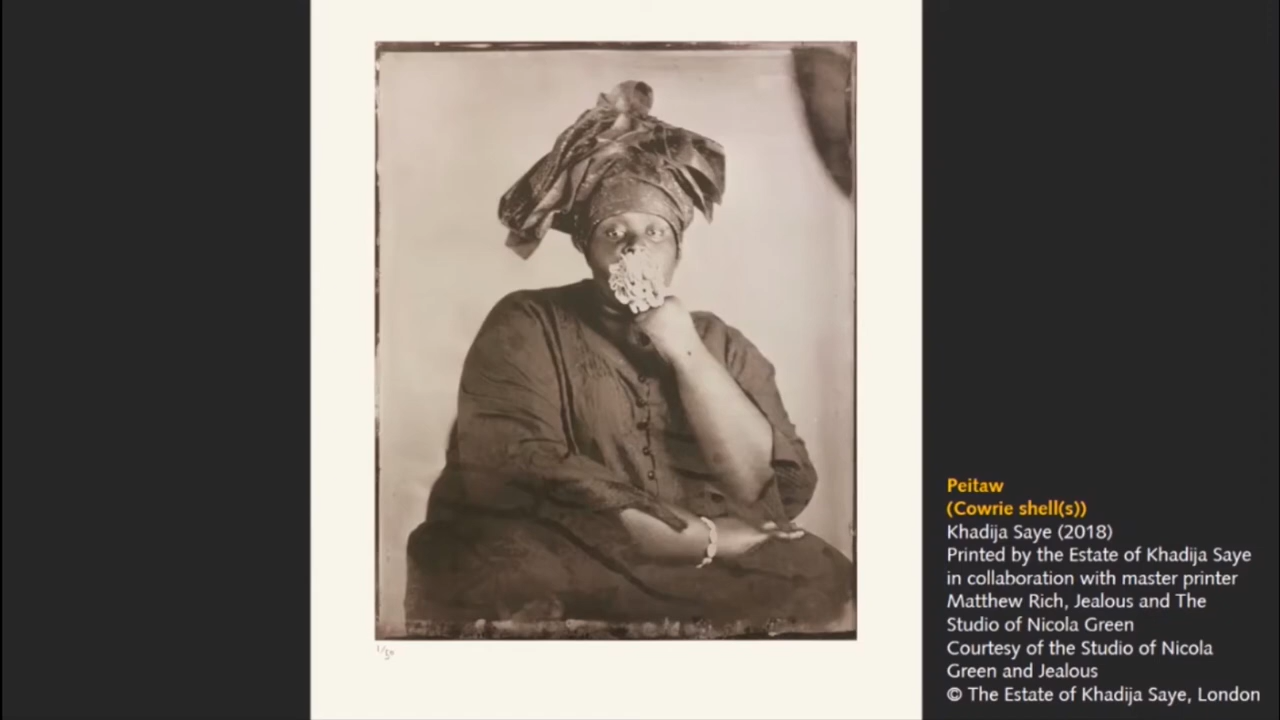 Peitaw
(Cowrie shell(s))
Khadija Saye (2018)
Printed by the Estate of Khadija Saye
in collaboration with master printer
Matthew Rich, Jealous and The
Studio of Nicola Green
Courtesy of the Studio of Nicola
Green and Jealous
© The Estate of Khadija Saye, London